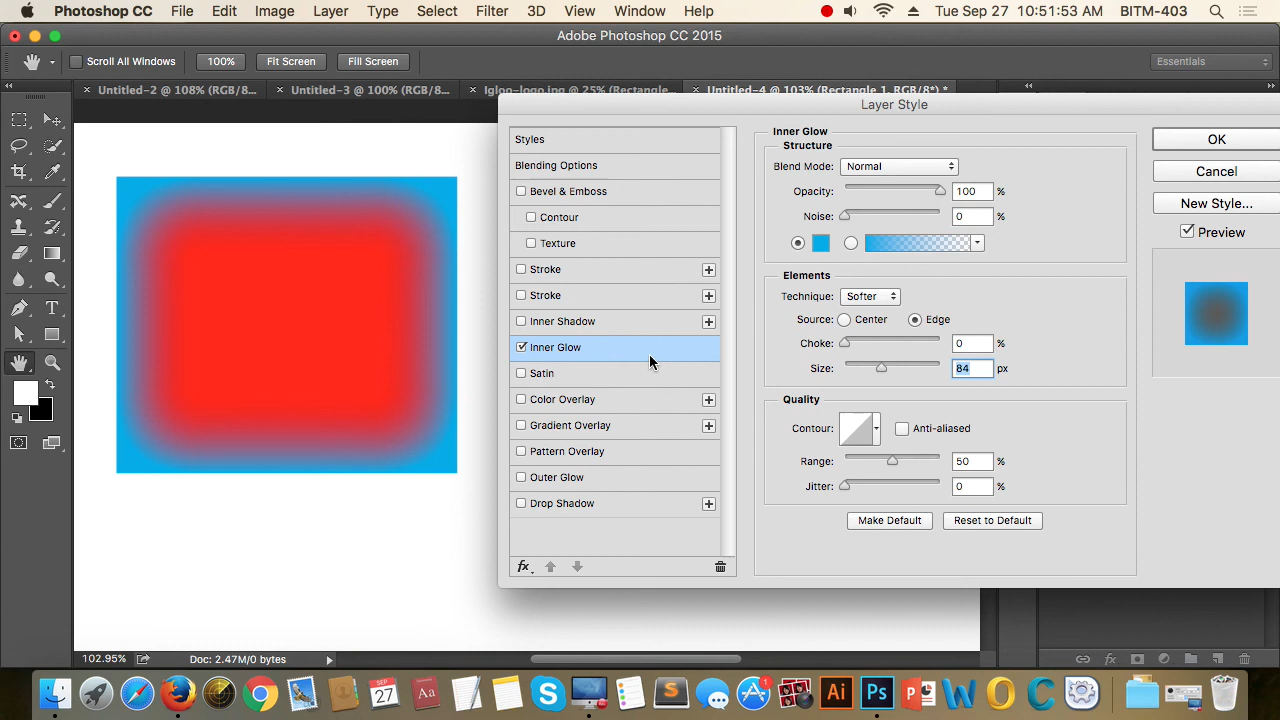 Photoshop CC File Edit Image Layer Type Select Filter 3D View Window Help Tue Sep 27 10:51:53 AM BITM-403
Adobe Photoshop CC 2015
Scroll All Windows 100% Fit Screen Fill Screen Essentials
Untitled-2 @ 108% (RGB/8... Untitled-3 @ 100% (RGB/8... Igloo-logo.jpg @ 25% (Rectangle... Untitled-4 @ 103% (Rectangle 1, RGB/8*) *
Layer Style
Styles
Blending Options
Bevel & Emboss
Contour
Texture
Stroke
Stroke
Inner Shadow
Inner Glow
Satin
Color Overlay
Gradient Overlay
Pattern Overlay
Outer Glow
Drop Shadow
fx
Inner Glow
Structure
Blend Mode: Normal
Opacity: 100 %
Noise: 0 %
Elements
Technique: Softer
Source: Center Edge
Choke: 0 %
Size: 84 px
Quality
Contour: Anti-aliased
Range: 50 %
Jitter: 0 %
Make Default Reset to Default
OK
Cancel
New Style...
Preview
102.95% Doc: 2.47M/0 bytes
fx
SEP
27
Aa
S
S
1
Ai
Ps
P
W
O
C